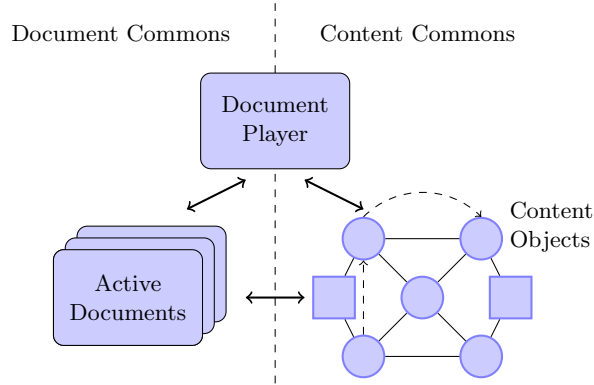 Document Commons
Content Commons
Document
Player
Content
Objects
Active
Documents